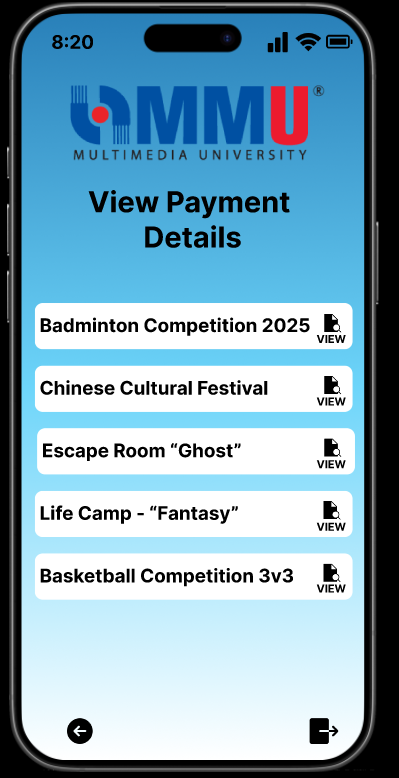 8:20
MMU®
MULTIMEDIA UNIVERSITY
View Payment
Details
Badminton Competition 2025
VIEW
Chinese Cultural Festival
VIEW
Escape Room “Ghost”
VIEW
Life Camp - “Fantasy”
VIEW
Basketball Competition 3v3
VIEW